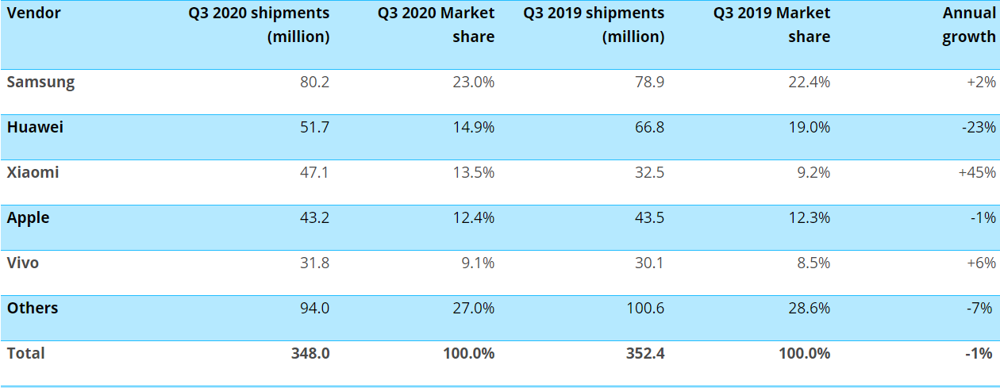 Vendor Q3 2020 shipments Q3 2020 Market Q3 2019 shipments Q3 2019 Market Annual
(million) share (million) share growth
Samsung 80.2 23.0% 78.9 22.4% +2%
Huawei 51.7 14.9% 66.8 19.0% -23%
Xiaomi 47.1 13.5% 32.5 9.2% +45%
Apple 43.2 12.4% 43.5 12.3% -1%
Vivo 31.8 9.1% 30.1 8.5% +6%
Others 94.0 27.0% 100.6 28.6% -7%
Total 348.0 100.0% 352.4 100.0% -1%